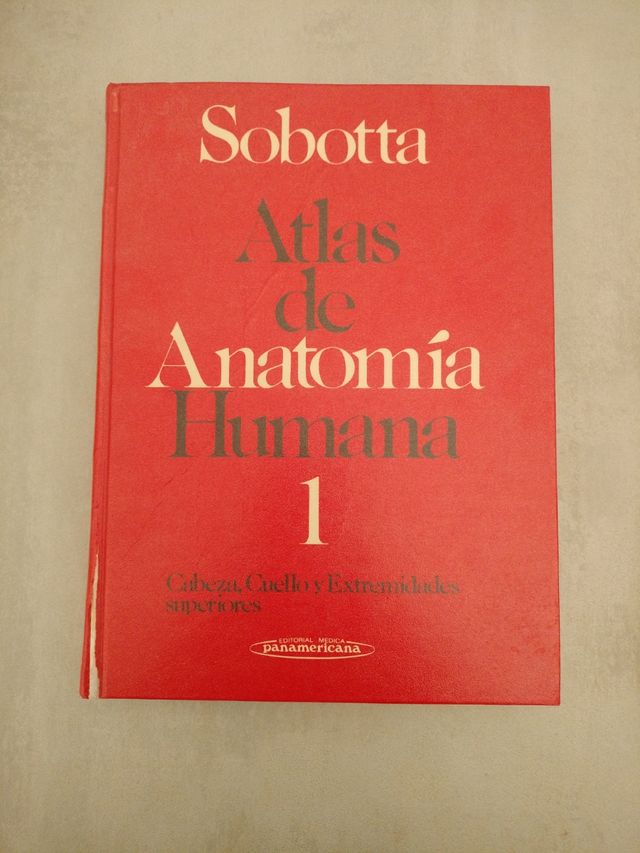 Sobotta
Atlas
de
Anatomía
Humana
1
Cabeza, Cuello y Extremidades
superiores
EDITORIAL MEDICA
panamericana